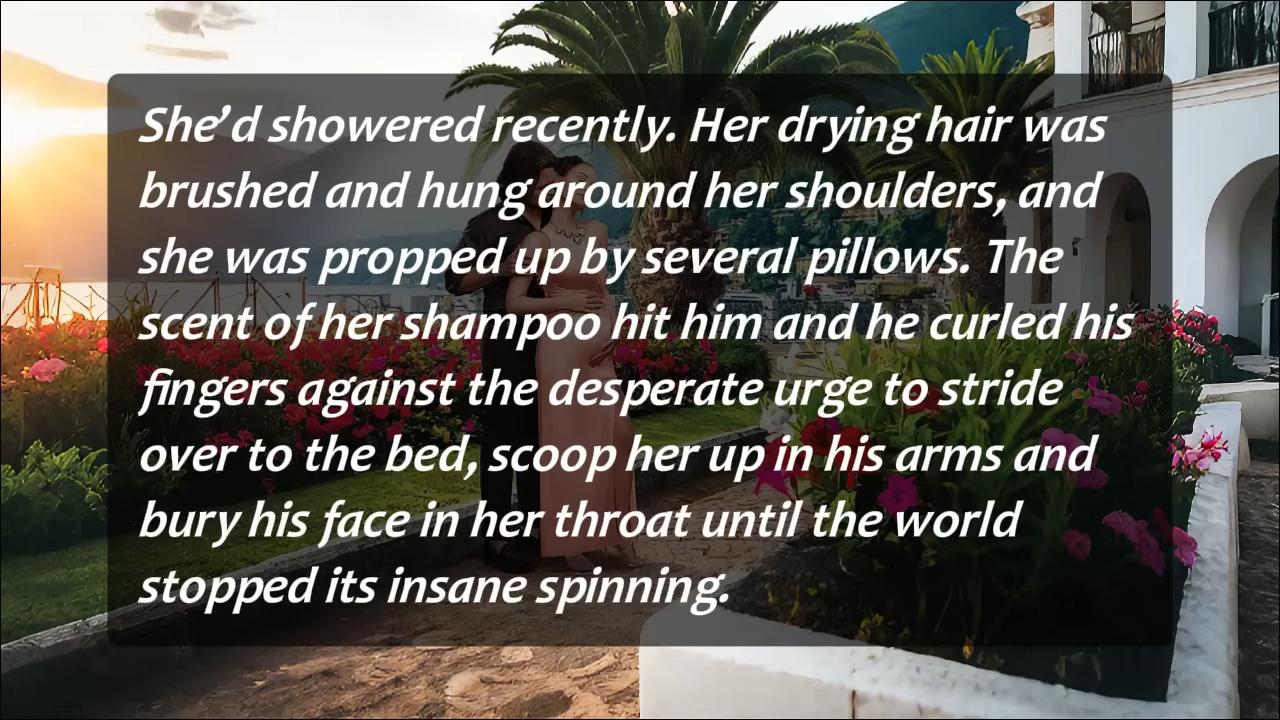 She’d showered recently. Her drying hair was
brushed and hung around her shoulders, and
she was propped up by several pillows. The
scent of her shampoo hit him and he curled his
fingers against the desperate urge to stride
over to the bed, scoop her up in his arms and
bury his face in her throat until the world
stopped its insane spinning.